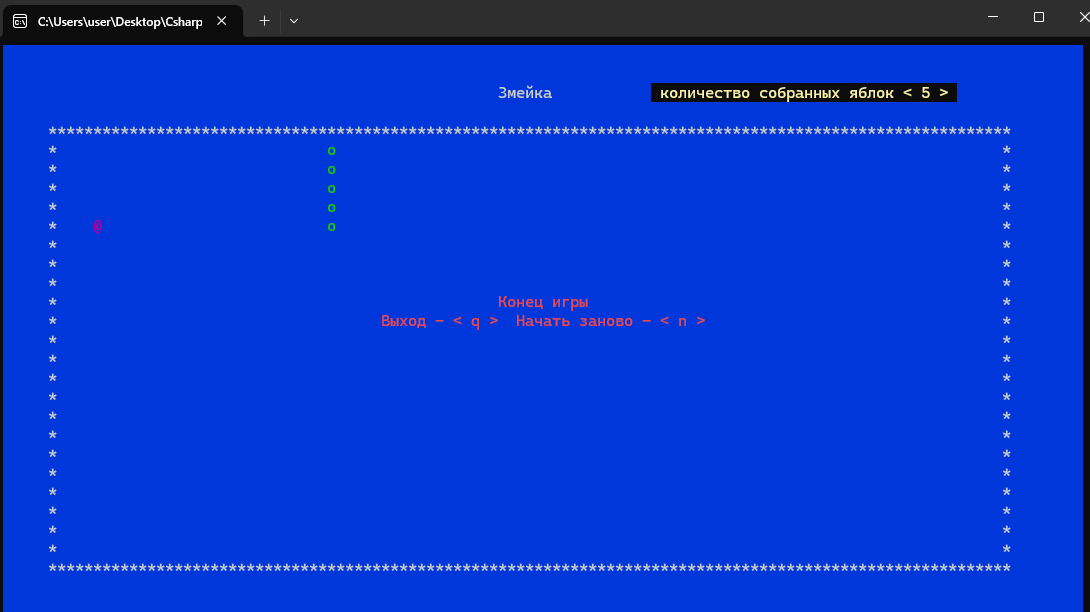 C:\Users\user\Desktop\Csharp
Змейка количество собранных яблок < 5 >
Конец игры
Выход - < q > Начать заново - < n >